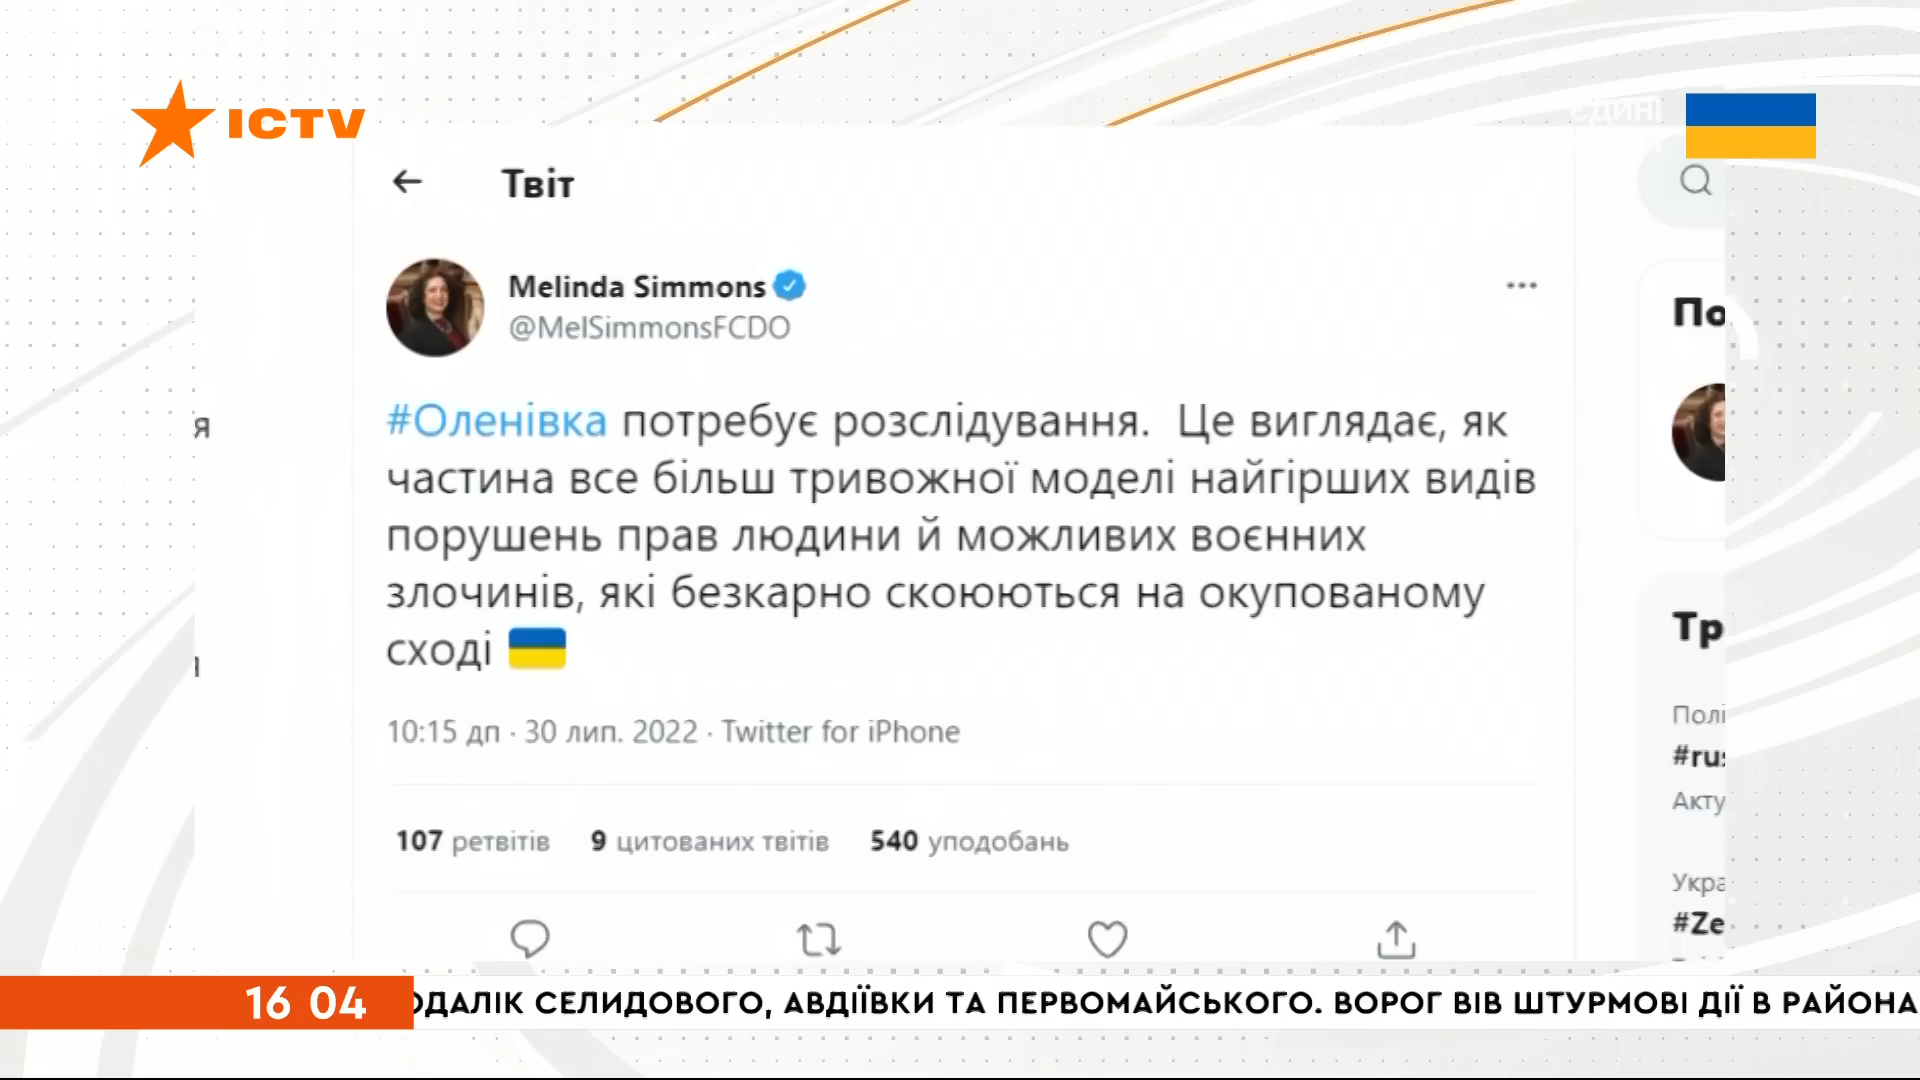 ICTV
ЄДИНІ
Твіт
Melinda Simmons
@MelSimmonsFCDO
#Оленівка потребує розслідування. Це виглядає, як
частина все більш тривожної моделі найгірших видів
порушень прав людини й можливих воєнних
злочинів, які безкарно скоюються на окупованому
сході
10:15 дп · 30 лип. 2022 · Twitter for iPhone
107 ретвітів 9 цитованих твітів 540 уподобань
16 04
СЕЛИДОВОГО, АВДІЇВКИ ТА ПЕРВОМАЙСЬКОГО. ВОРОГ ВІВ ШТУРМОВІ ДІЇ В РАЙОНА